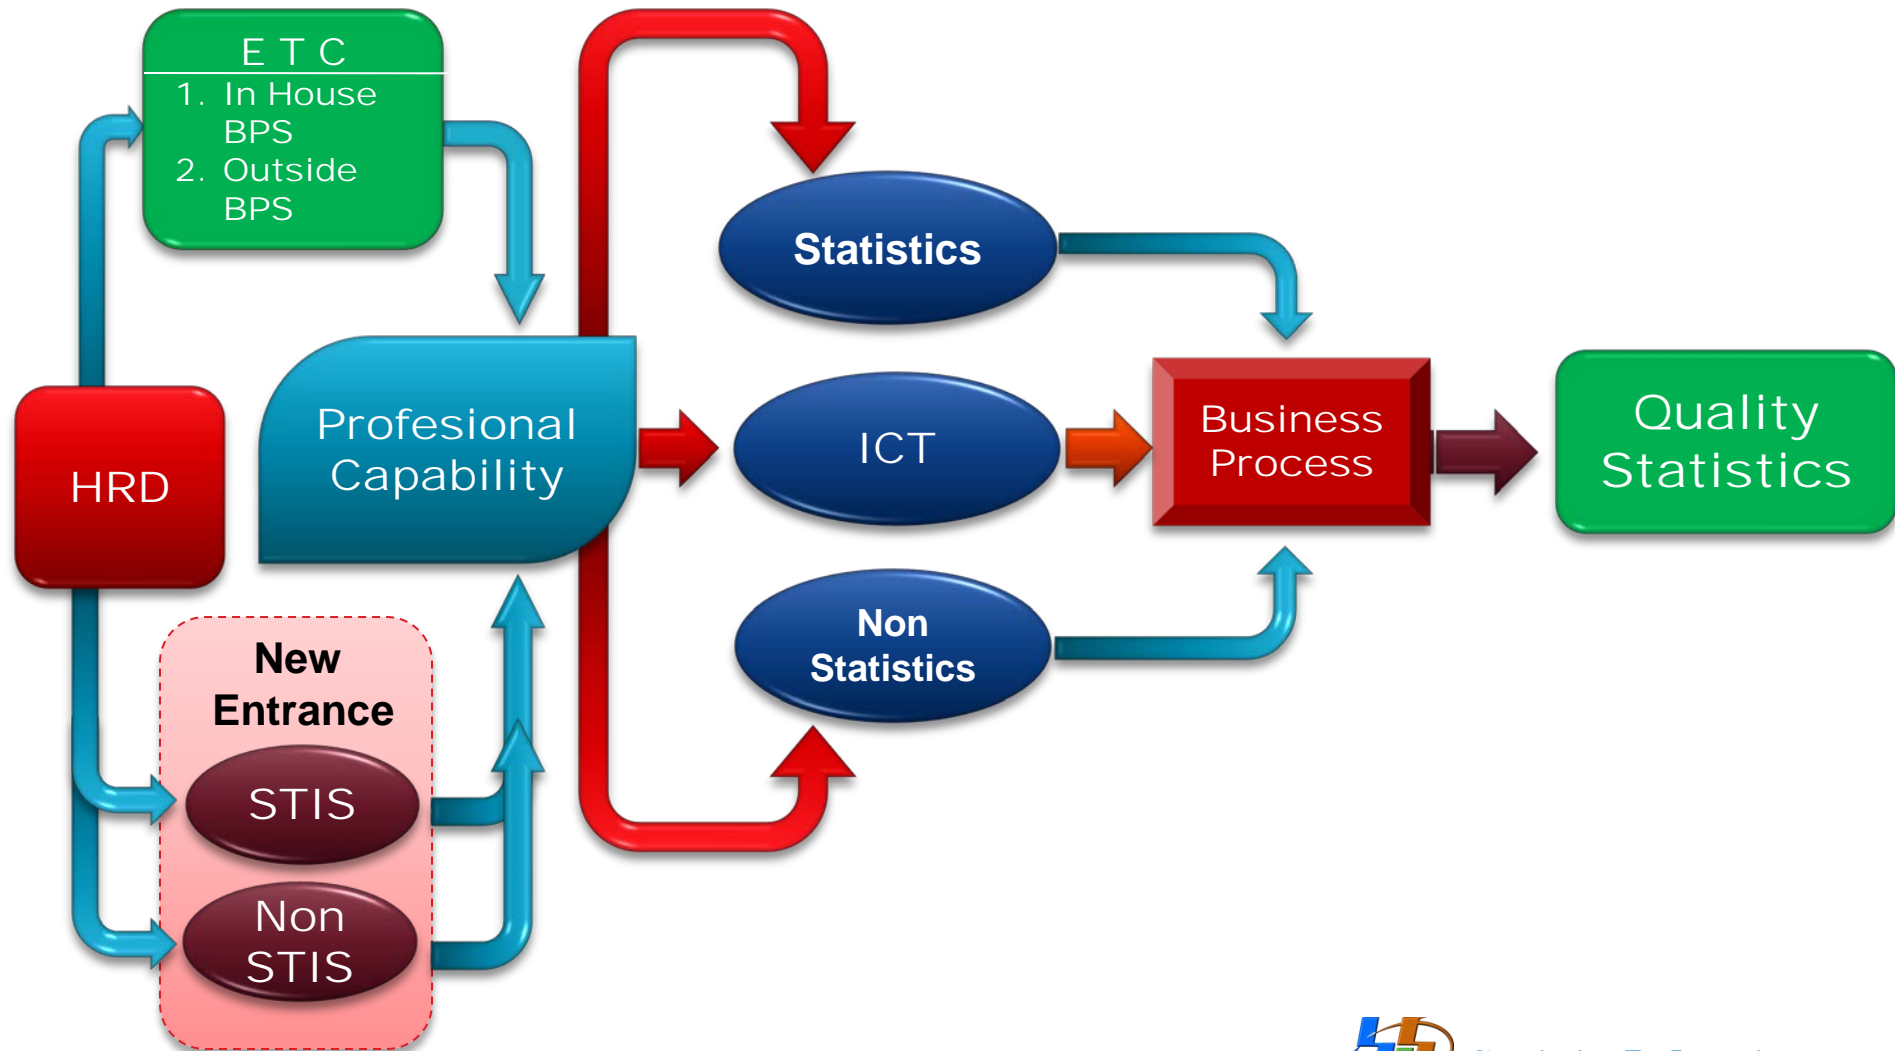 E T C
1. In House
BPS
2. Outside
BPS
HRD
Profesional
Capability
New
Entrance
STIS
Non
STIS
Statistics
ICT
Non
Statistics
Business
Process
Quality
Statistics